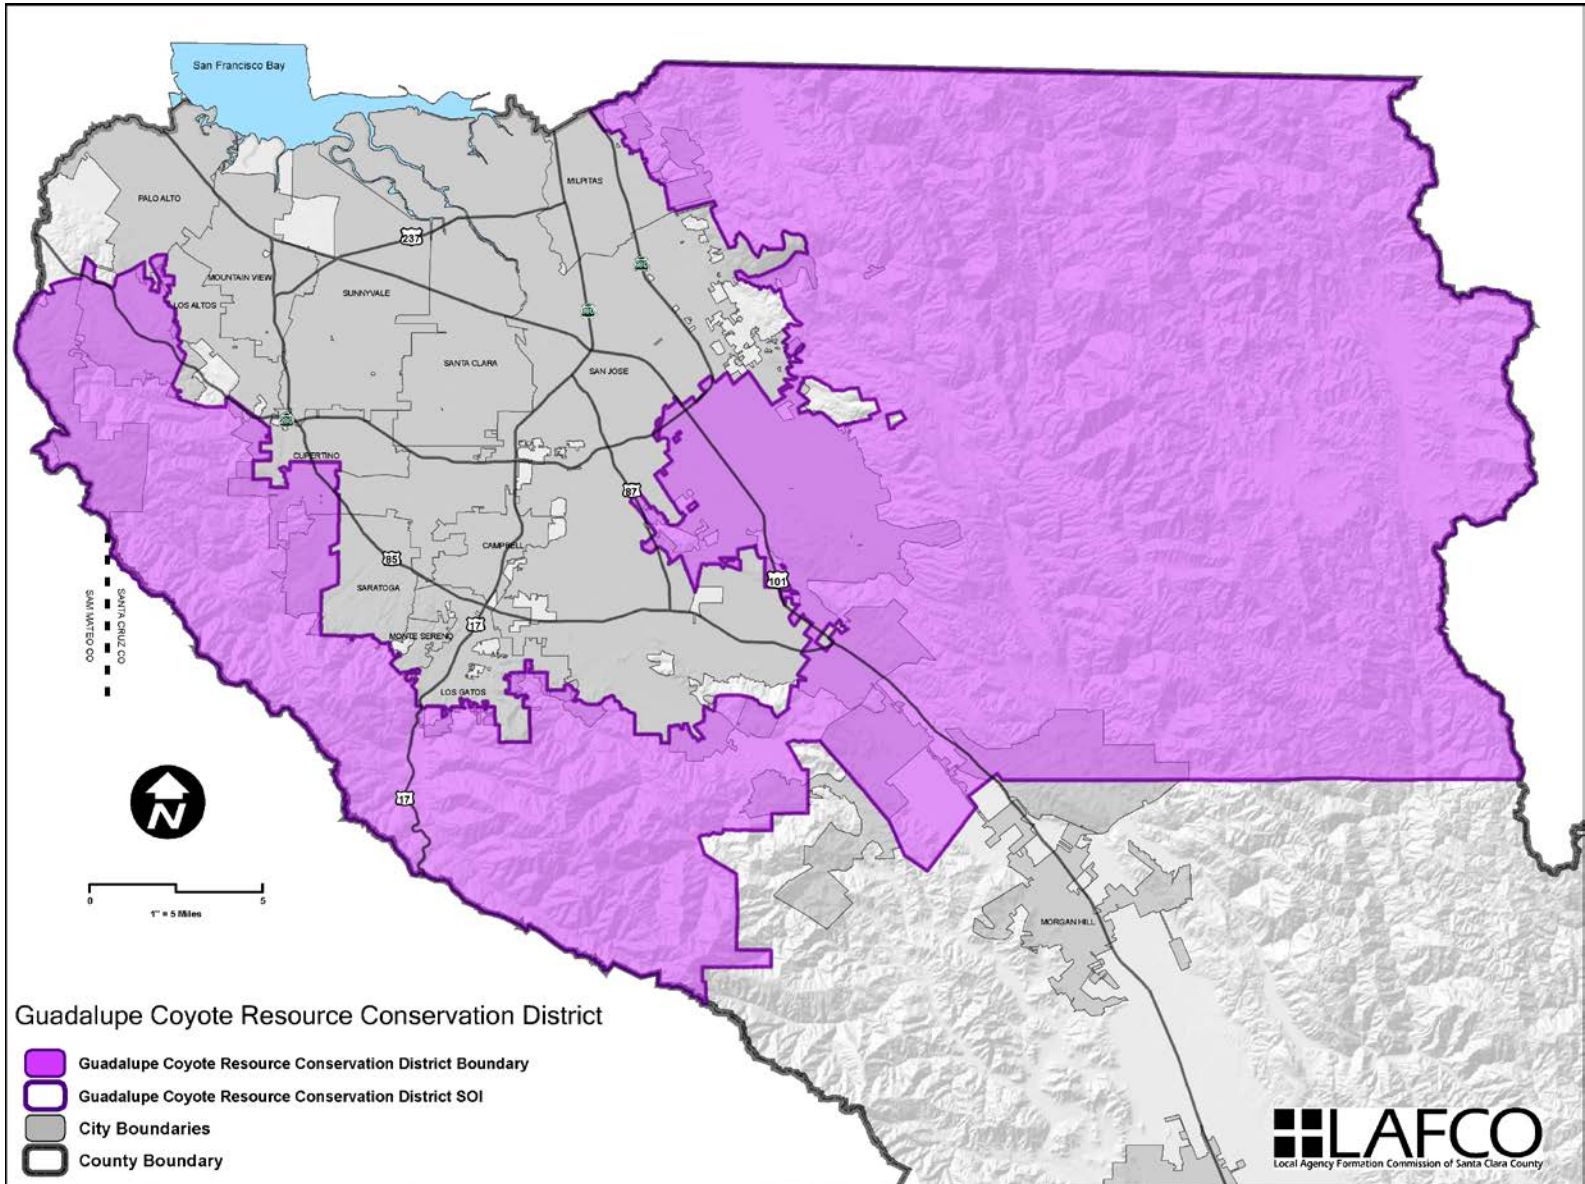 San Francisco Bay
MILPITAS
PALO ALTO
237
MOUNTAIN VIEW
SUNNYVALE
LOS ALTOS
SANTA CLARA
SAN JOSE
CUPERTINO
87
CAMPBELL
85
SARATOGA
101
SANTA CRUZ CO
SAM MATEO CO
17
MONTE SERENO
LOS GATOS
N
17
0 5
1" = 5 Miles
MORGAN HILL
Guadalupe Coyote Resource Conservation District
Guadalupe Coyote Resource Conservation District Boundary
Guadalupe Coyote Resource Conservation District SOI
City Boundaries
County Boundary
LAFCO
Local Agency Formation Commission of Santa Clara County